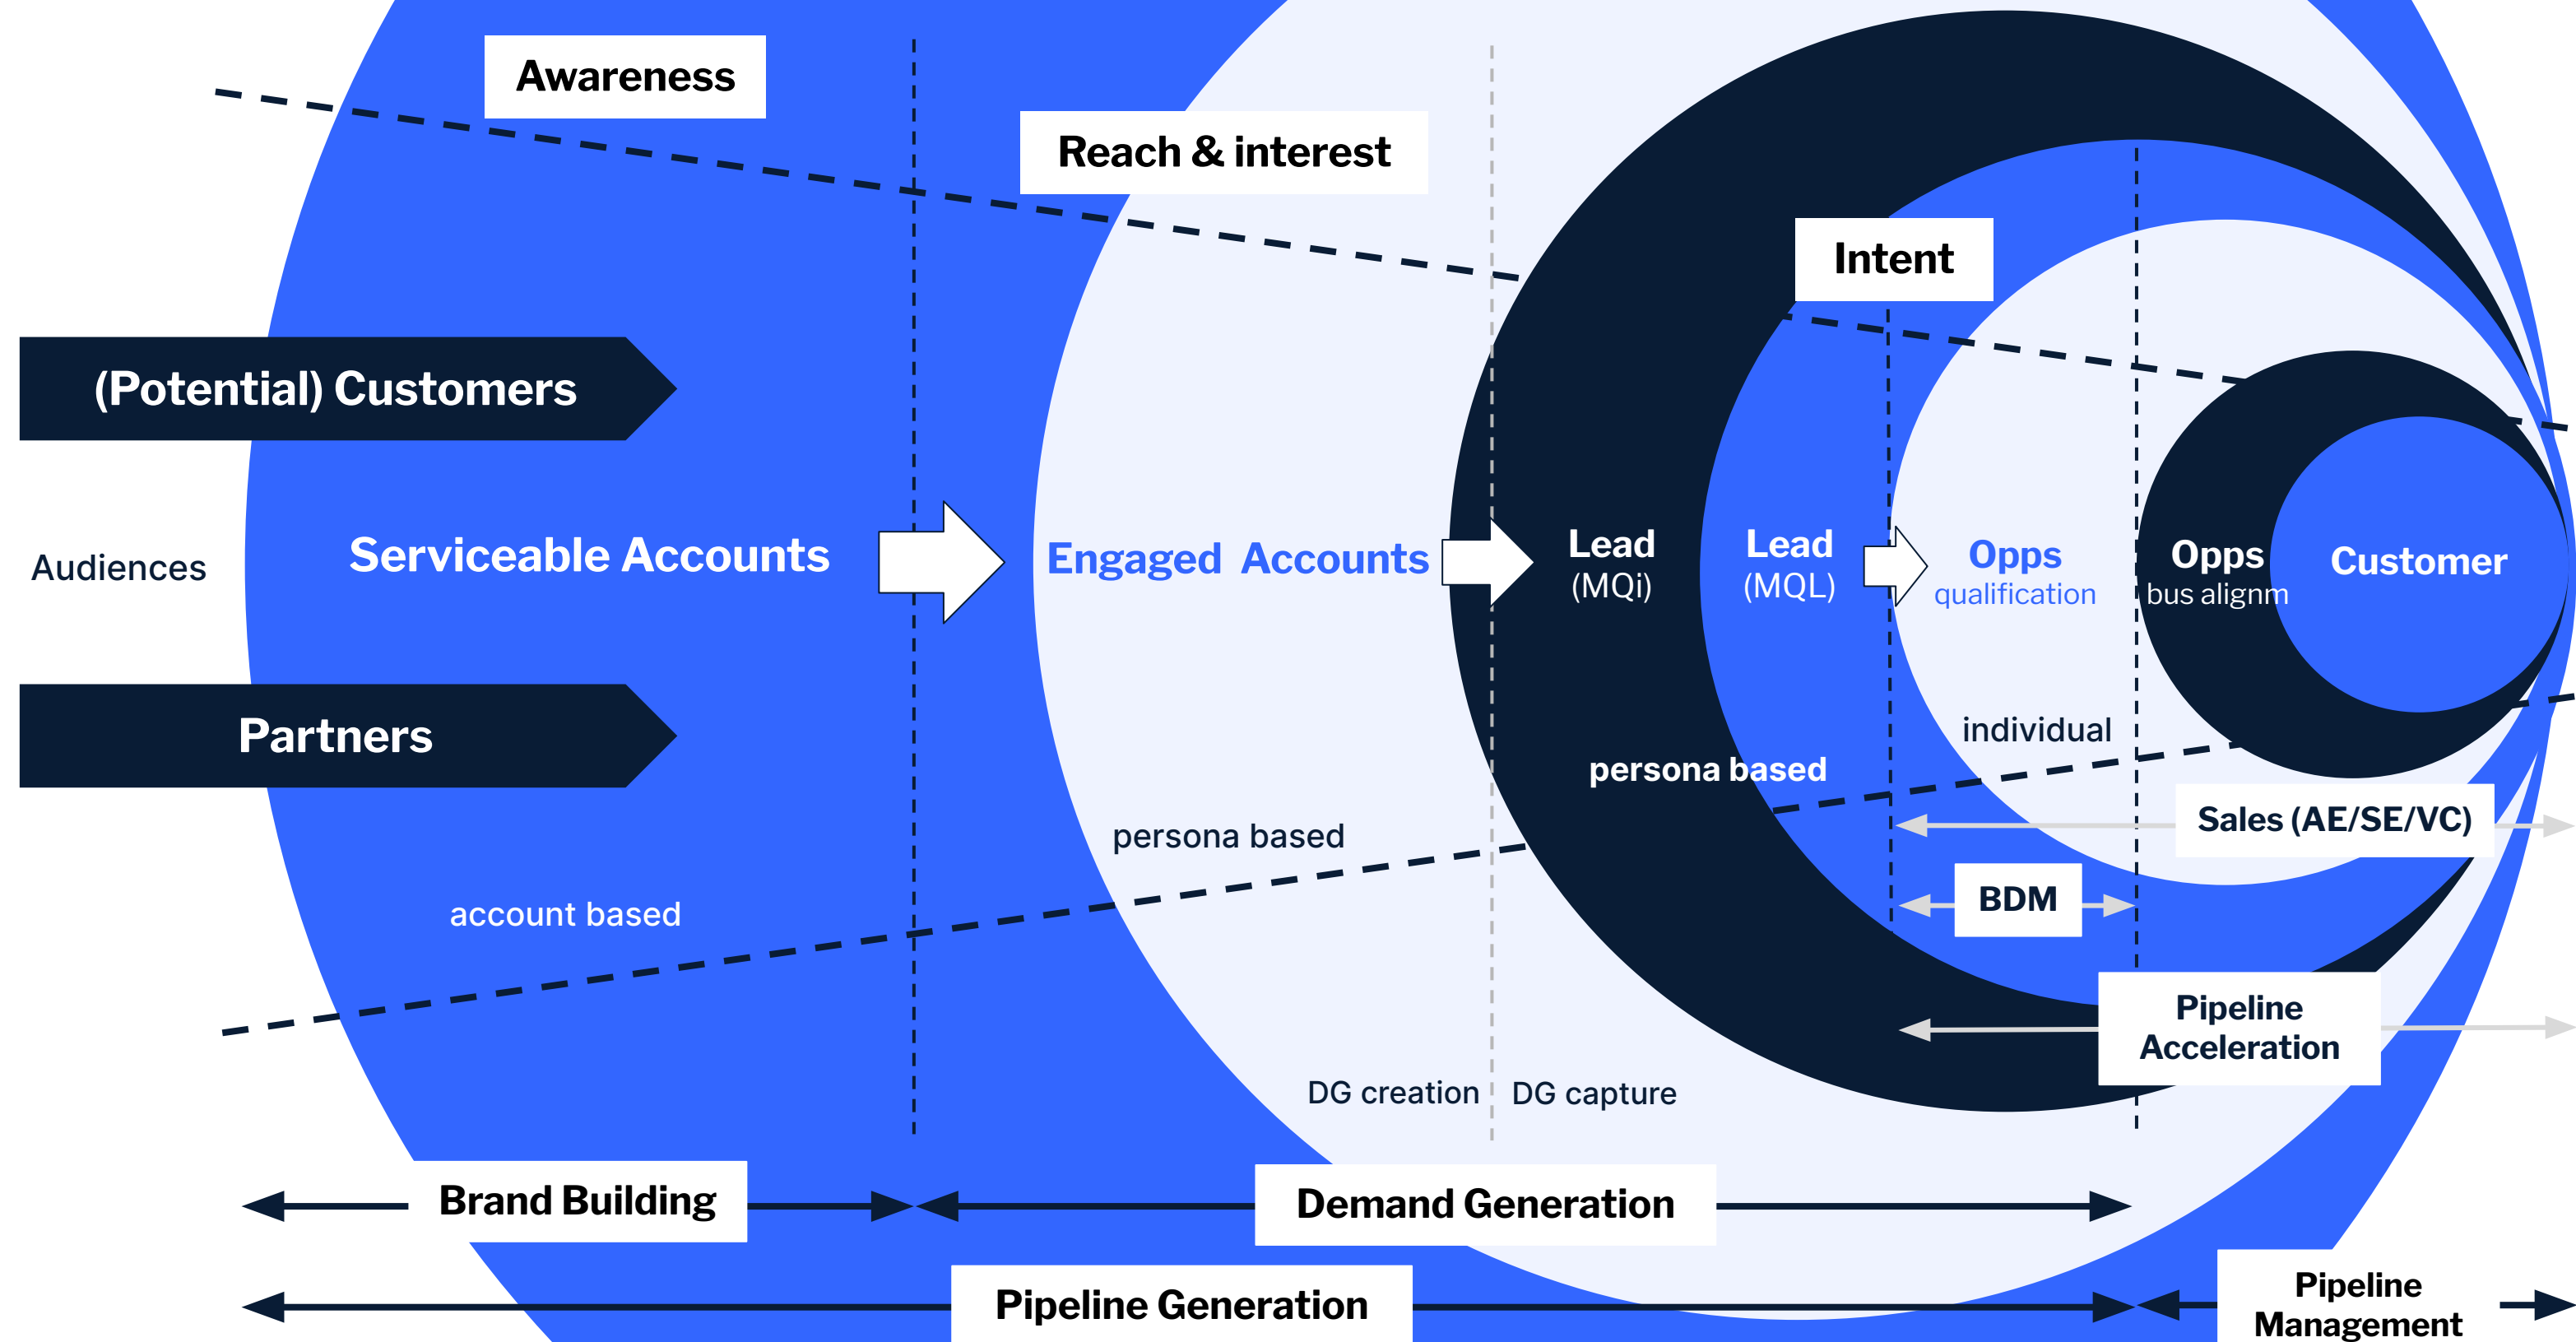 Awareness
Reach & interest
Intent
(Potential) Customers
Audiences
Serviceable Accounts
Engaged Accounts
Lead
(MQi)
Lead
(MQL)
Opps
qualification
Opps
bus alignm
Customer
Partners
individual
persona based
persona based
account based
Sales (AE/SE/VC)
BDM
Pipeline
Acceleration
DG creation
DG capture
Brand Building
Demand Generation
Pipeline Generation
Pipeline
Management